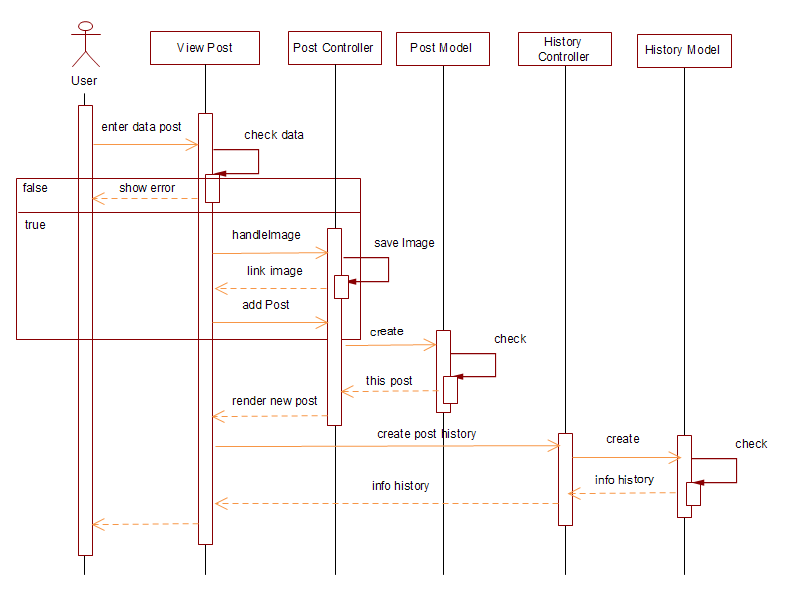 User
View Post
Post Controller
Post Model
History
Controller
History Model
enter data post
check data
false
show error
true
handleImage
save Image
link image
add Post
create
check
this post
render new post
create post history
create
check
info history
info history